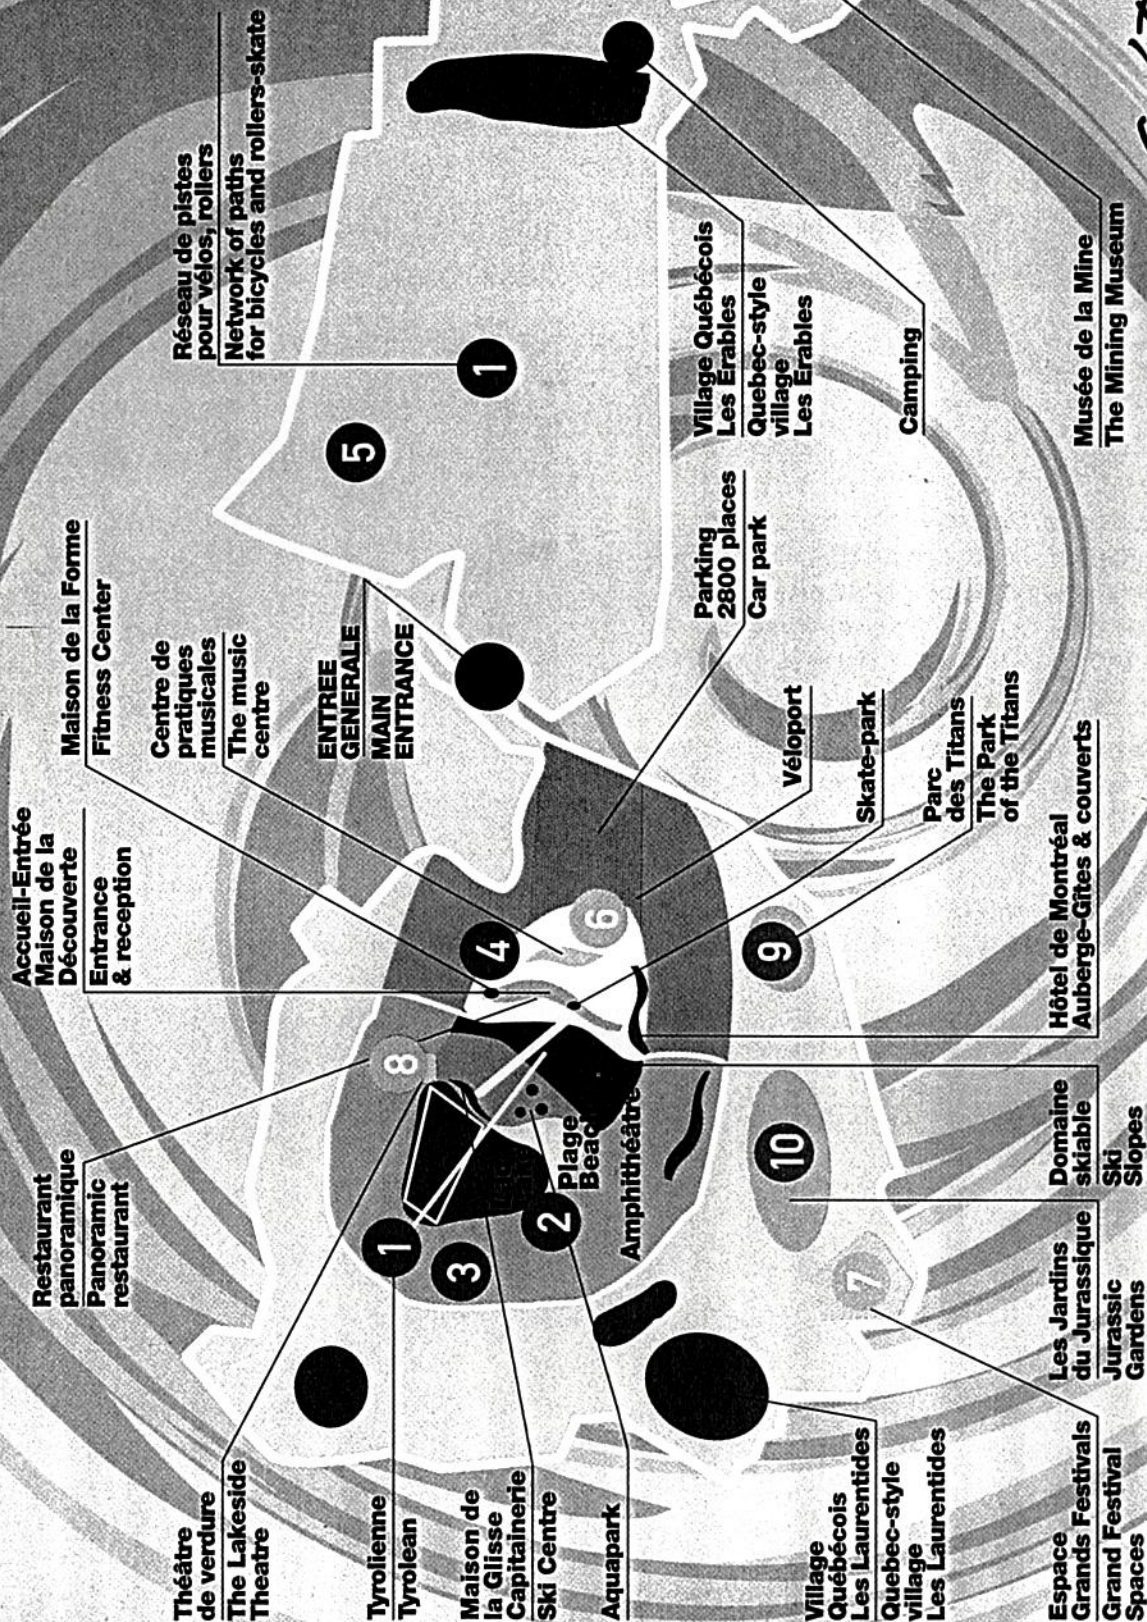 Accueil-Entrée
Maison de la
Découverte
Entrance
& reception
Restaurant
panoramique
Panoramic
restaurant
Maison de la Forme
Fitness Center
Centre de
pratiques
musicales
The music
centre
Réseau de pistes
pour vélos, rollers
Network of paths
for bicycles and rollers-skate
Théâtre
de verdure
The Lakeside
Theatre
ENTREE
GENERALE
MAIN
ENTRANCE
Tyrolienne
Tyrolean
Maison de
la Glisse
Capitainerie
Ski Centre
Aquapark
5
1
8
1
3
4
2
6
Plage
Beach
Amphithéâtre
Parking
2800 places
Car park
Village Québécois
Les Erables
Quebec-style
village
Les Erables
Véloport
Skate-park
Camping
9
10
7
Village
Québécois
Les Laurentides
Quebec-style
village
Les Laurentides
Parc
des Titans
The Park
of the Titans
Espace
Grands Festivals
Grand Festival
Spaces
Les Jardins
du Jurassique
Jurassic
Gardens
Domaine
skiable
Ski
Slopes
Hôtel de Montréal
Auberge-Gîtes & couverts
Musée de la Mine
The Mining Museum